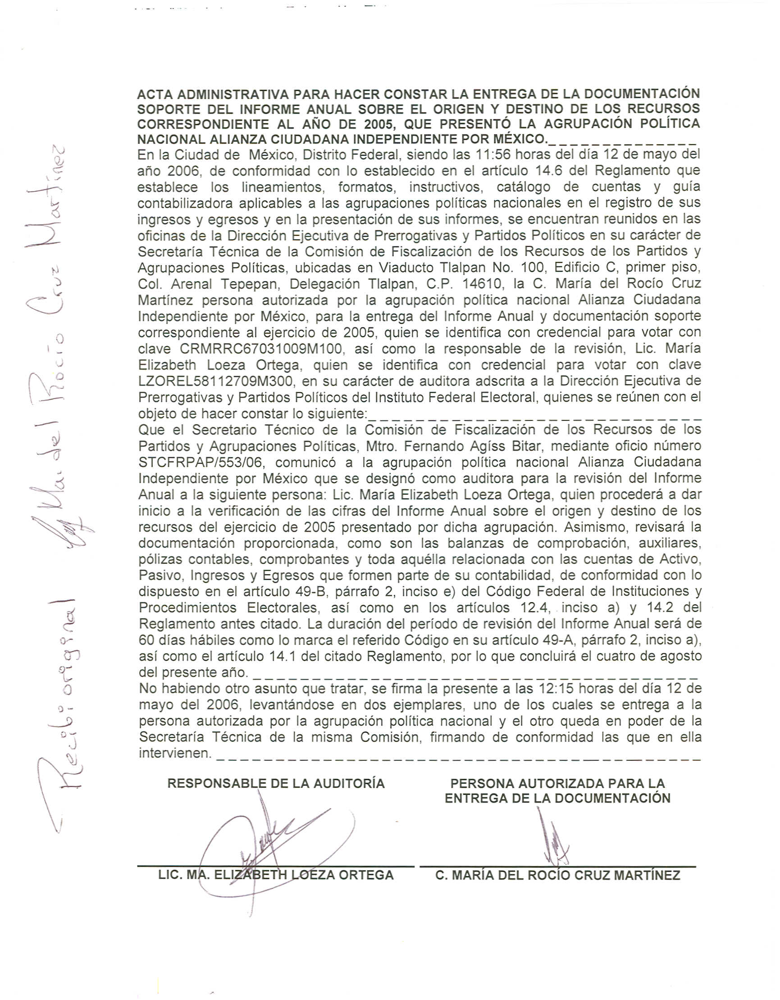 ACTA ADMINISTRATIVA PARA HACER CONSTAR LA ENTREGA DE LA DOCUMENTACIÓN
SOPORTE DEL INFORME ANUAL SOBRE EL ORIGEN Y DESTINO DE LOS RECURSOS
CORRESPONDIENTE AL AÑO DE 2005, QUE PRESENTÓ LA AGRUPACIÓN POLÍTICA
NACIONAL ALIANZA CIUDADANA INDEPENDIENTE POR MÉXICO.
En la Ciudad de México, Distrito Federal, siendo las 11:56 horas del día 12 de mayo del
año 2006, de conformidad con lo establecido en el artículo 14.6 del Reglamento que
establece los lineamientos, formatos, instructivos, catálogo de cuentas y guía
contabilizadora aplicables a las agrupaciones políticas nacionales en el registro de sus
ingresos y egresos y en la presentación de sus informes, se encuentran reunidos en las
oficinas de la Dirección Ejecutiva de Prerrogativas y Partidos Políticos en su carácter de
Secretaría Técnica de la Comisión de Fiscalización de los Recursos de los Partidos y
Agrupaciones Políticas, ubicadas en Viaducto Tlalpan No. 100, Edificio C, primer piso,
Col. Arenal Tepepan, Delegación Tlalpan, C.P. 14610, la C. María del Rocío Cruz
Martínez persona autorizada por la agrupación política nacional Alianza Ciudadana
Independiente por México, para la entrega del Informe Anual y documentación soporte
correspondiente al ejercicio de 2005, quien se identifica con credencial para votar con
clave CRMRRC67031009M100, así como la responsable de la revisión, Lic. María
Elizabeth Loeza Ortega, quien se identifica con credencial para votar con clave
LZOREL58112709M300, en su carácter de auditora adscrita a la Dirección Ejecutiva de
Prerrogativas y Partidos Políticos del Instituto Federal Electoral, quienes se reúnen con el
objeto de hacer constar lo siguiente:
Que el Secretario Técnico de la Comisión de Fiscalización de los Recursos de los
Partidos y Agrupaciones Políticas, Mtro. Fernando Agíss Bitar, mediante oficio número
STCFRPAP/553/06, comunicó a la agrupación política nacional Alianza Ciudadana
Independiente por México que se designó como auditora para la revisión del Informe
Anual a la siguiente persona: Lic. María Elizabeth Loeza Ortega, quien procederá a dar
inicio a la verificación de las cifras del Informe Anual sobre el origen y destino de los
recursos del ejercicio de 2005 presentado por dicha agrupación. Asimismo, revisará la
documentación proporcionada, como son las balanzas de comprobación, auxiliares,
pólizas contables, comprobantes y toda aquélla relacionada con las cuentas de Activo,
Pasivo, Ingresos y Egresos que formen parte de su contabilidad, de conformidad con lo
dispuesto en el artículo 49-B, párrafo 2, inciso e) del Código Federal de Instituciones y
Procedimientos Electorales, así como en los artículos 12.4, inciso a) y 14.2 del
Reglamento antes citado. La duración del período de revisión del Informe Anual será de
60 días hábiles como lo marca el referido Código en su artículo 49-A, párrafo 2, inciso a),
así como el artículo 14.1 del citado Reglamento, por lo que concluirá el cuatro de agosto
del presente año.
No habiendo otro asunto que tratar, se firma la presente a las 12:15 horas del día 12 de
mayo del 2006, levantándose en dos ejemplares, uno de los cuales se entrega a la
persona autorizada por la agrupación política nacional y el otro queda en poder de la
Secretaría Técnica de la misma Comisión, firmando de conformidad las que en ella
intervienen.
RESPONSABLE DE LA AUDITORÍA
LIC. MA. ELIZABETH LOEZA ORTEGA
PERSONA AUTORIZADA PARA LA
ENTREGA DE LA DOCUMENTACIÓN
C. MARÍA DEL ROCÍO CRUZ MARTÍNEZ
Recibi original Ma. del Rocío Cruz Martínez